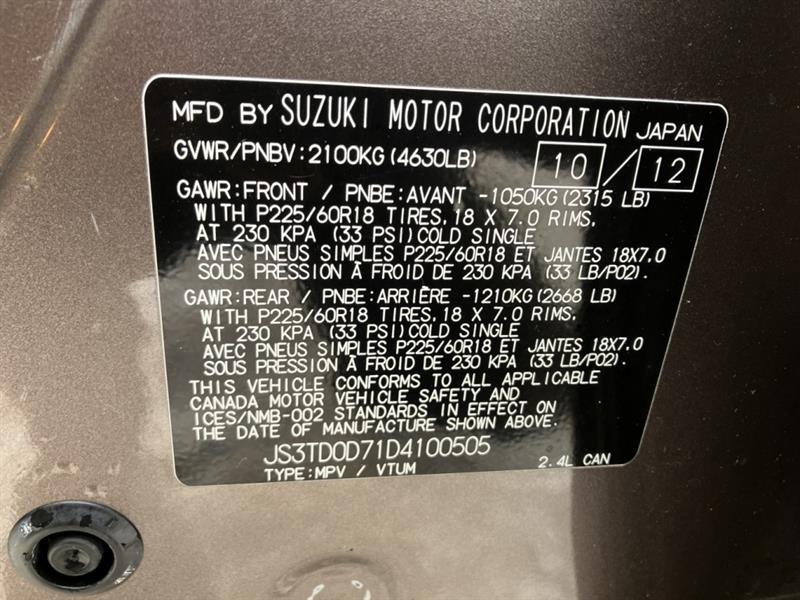 MFD BY SUZUKI MOTOR CORPORATION JAPAN
GVWR/PNBV:2100KG(4630LB) 10/12
GAWR:FRONT / PNBE:AVANT -1050KG(2315 LB)
WITH P225/60R18 TIRES,18 X 7.0 RIMS,
AT 230 KPA (33 PSI)COLD SINGLE
AVEC PNEUS SIMPLES P225/60R18 ET JANTES 18X7.0
SOUS PRESSION À FROID DE 230 KPA (33 LB/PO2).
GAWR:REAR / PNBE:ARRIÈRE -1210KG(2668 LB)
WITH P225/60R18 TIRES,18 X 7.0 RIMS,
AT 230 KPA (33 PSI)COLD SINGLE
AVEC PNEUS SIMPLES P225/60R18 ET JANTES 18X7.0
SOUS PRESSION À FROID DE 230 KPA (33 LB/PO2).
THIS VEHICLE CONFORMS TO ALL APPLICABLE
CANADA MOTOR VEHICLE SAFETY AND
ICES/NMB-002 STANDARDS IN EFFECT ON
THE DATE OF MANUFACTURE SHOWN ABOVE.
JS3TD0D71D4100505
TYPE:MPV / VTUM 2.4L CAN